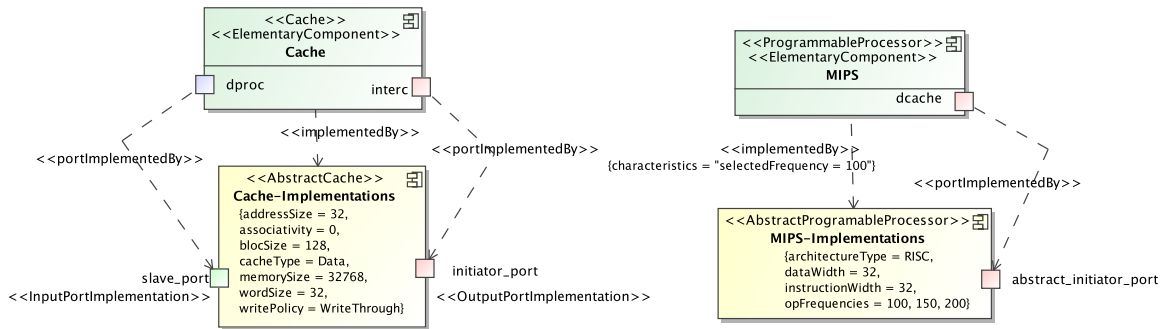 <<Cache>>
<<ElementaryComponent>>
Cache
dproc
interc
<<implementedBy>>
<<portImplementedBy>>
<<portImplementedBy>>
<<AbstractCache>>
Cache-Implementations
{addressSize = 32,
associativity = 0,
blocSize = 128,
cacheType = Data,
memorySize = 32768,
wordSize = 32,
writePolicy = WriteThrough}
slave_port
<<InputPortImplementation>>
initiator_port
<<OutputPortImplementation>>
<<ProgrammableProcessor>>
<<ElementaryComponent>>
MIPS
dcache
<<implementedBy>>
{characteristics = "selectedFrequency = 100"}
<<portImplementedBy>>
<<AbstractProgramableProcessor>>
MIPS-Implementations
{architectureType = RISC,
dataWidth = 32,
instructionWidth = 32,
opFrequencies = 100, 150, 200}
abstract_initiator_port